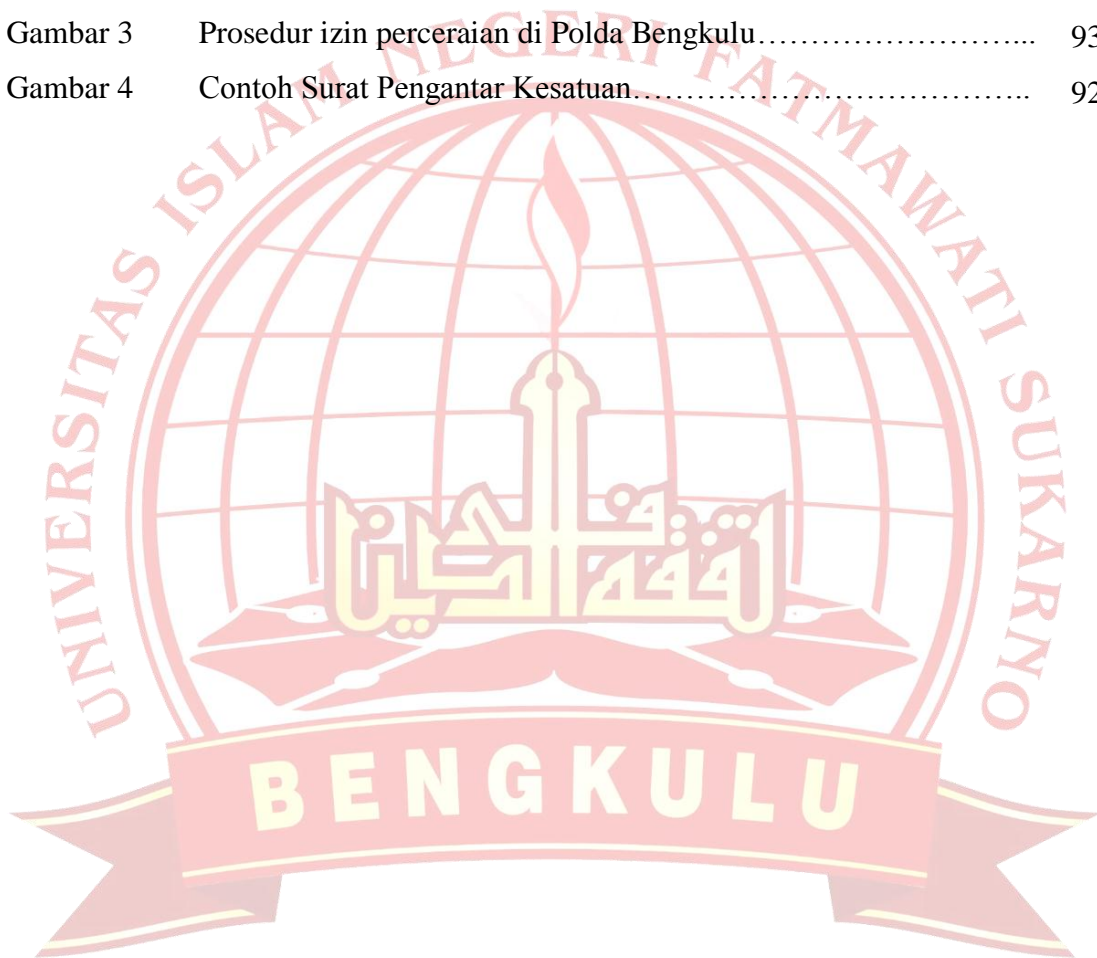 Gambar 3 Prosedur izin perceraian di Polda Bengkulu……………………... 93
Gambar 4 Contoh Surat Pengantar Kesatuan……………………………….. 92
UNIVERSITAS ISLAM NEGERI FATMAWATI SUKARNO
BENGKULU